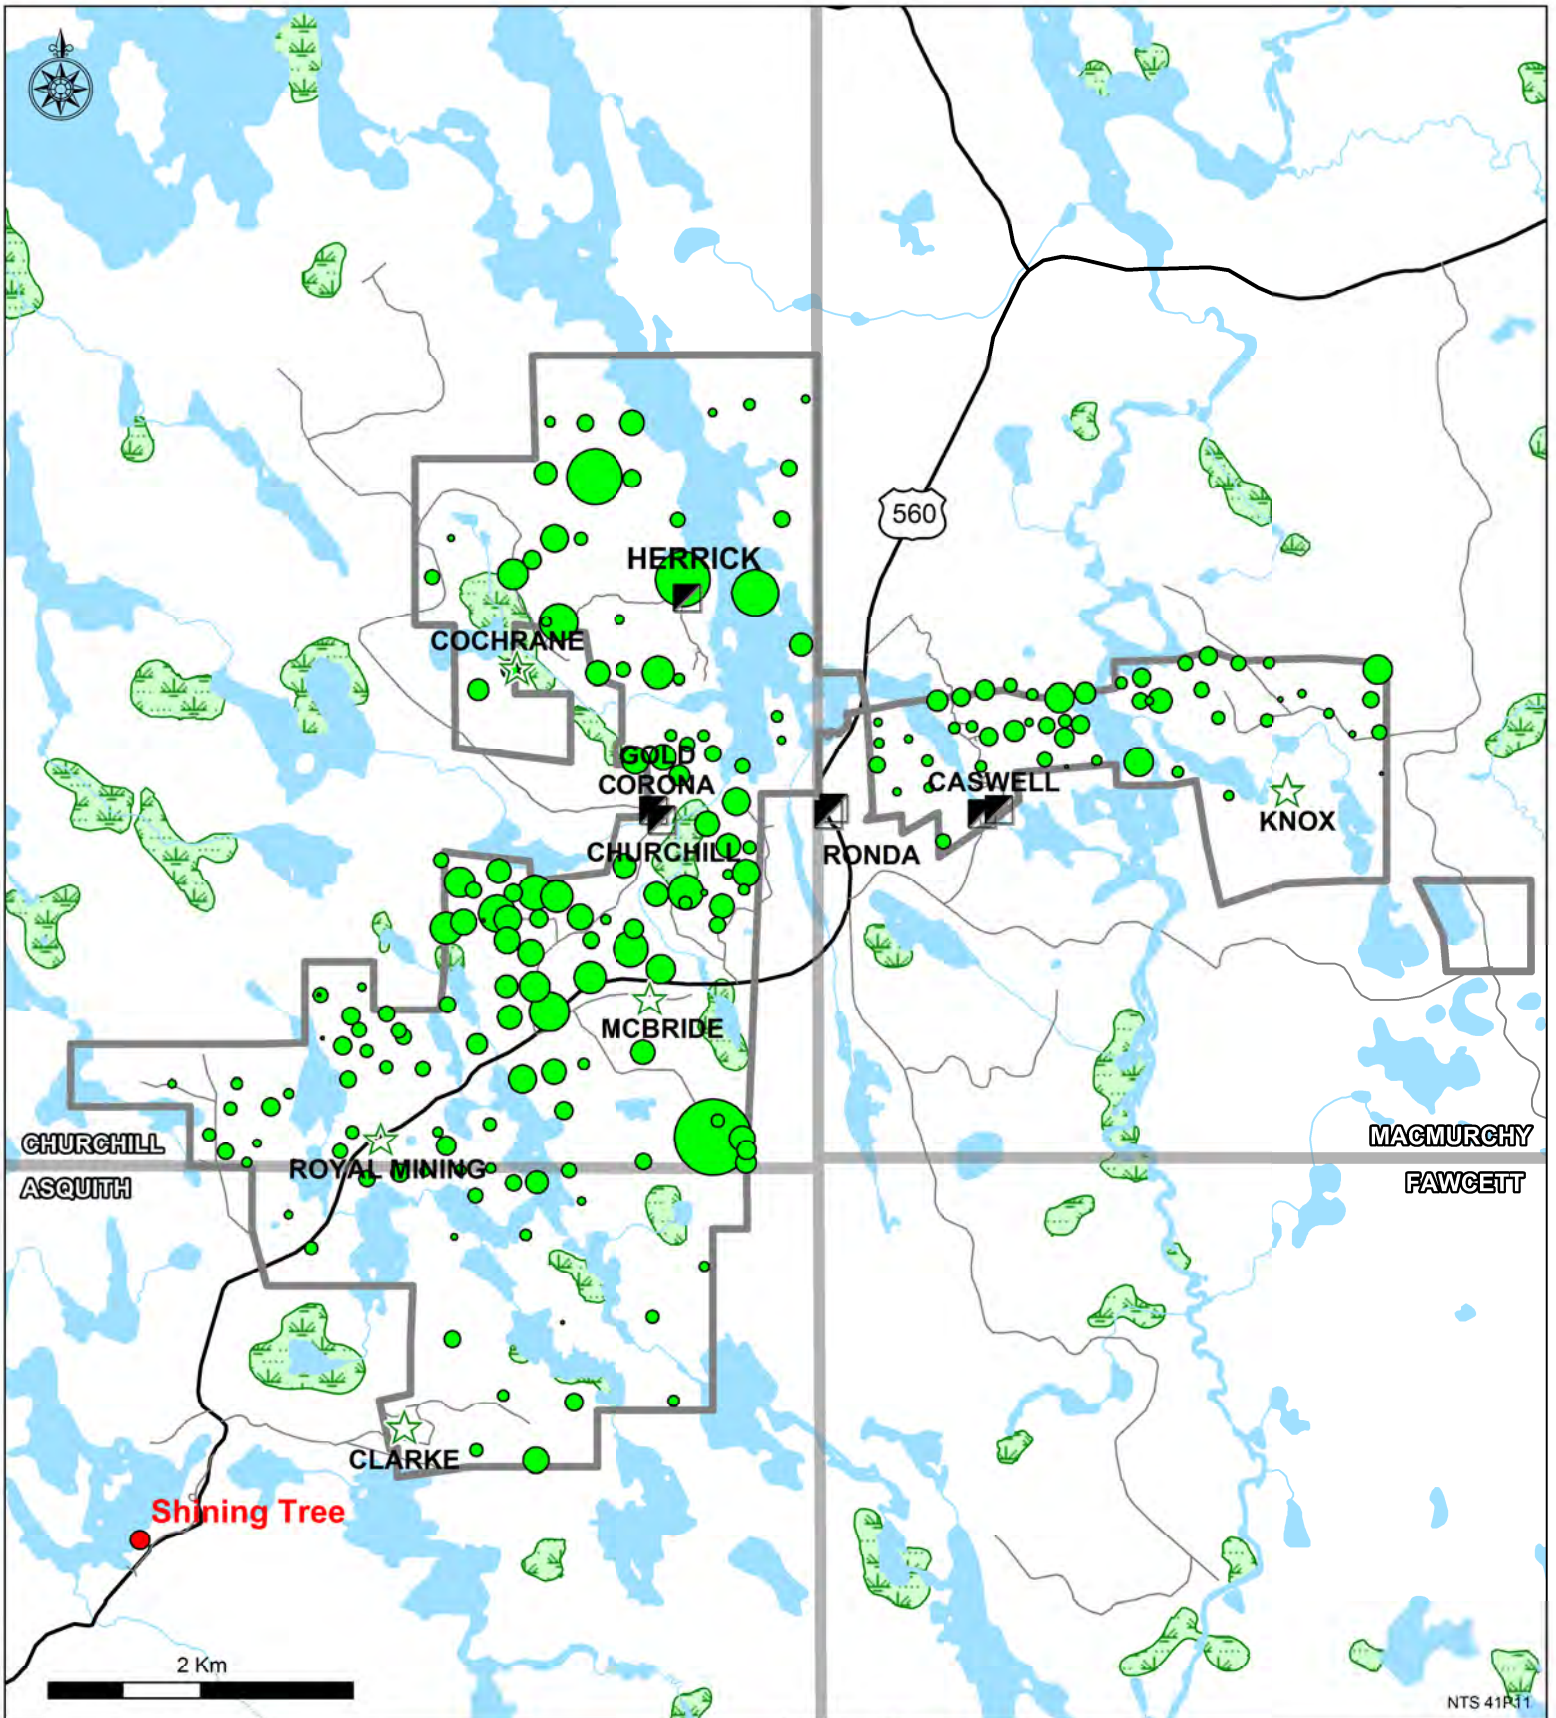 560
HERRICK
COCHRANE
GOLD
CORONA
CASWELL
KNOX
CHURCHILL
RONDA
MCBRIDE
CHURCHILL
MACMURCHY
ROYAL MINING
ASQUITH
FAWCETT
CLARKE
Shining Tree
2 Km
NTS 41P11